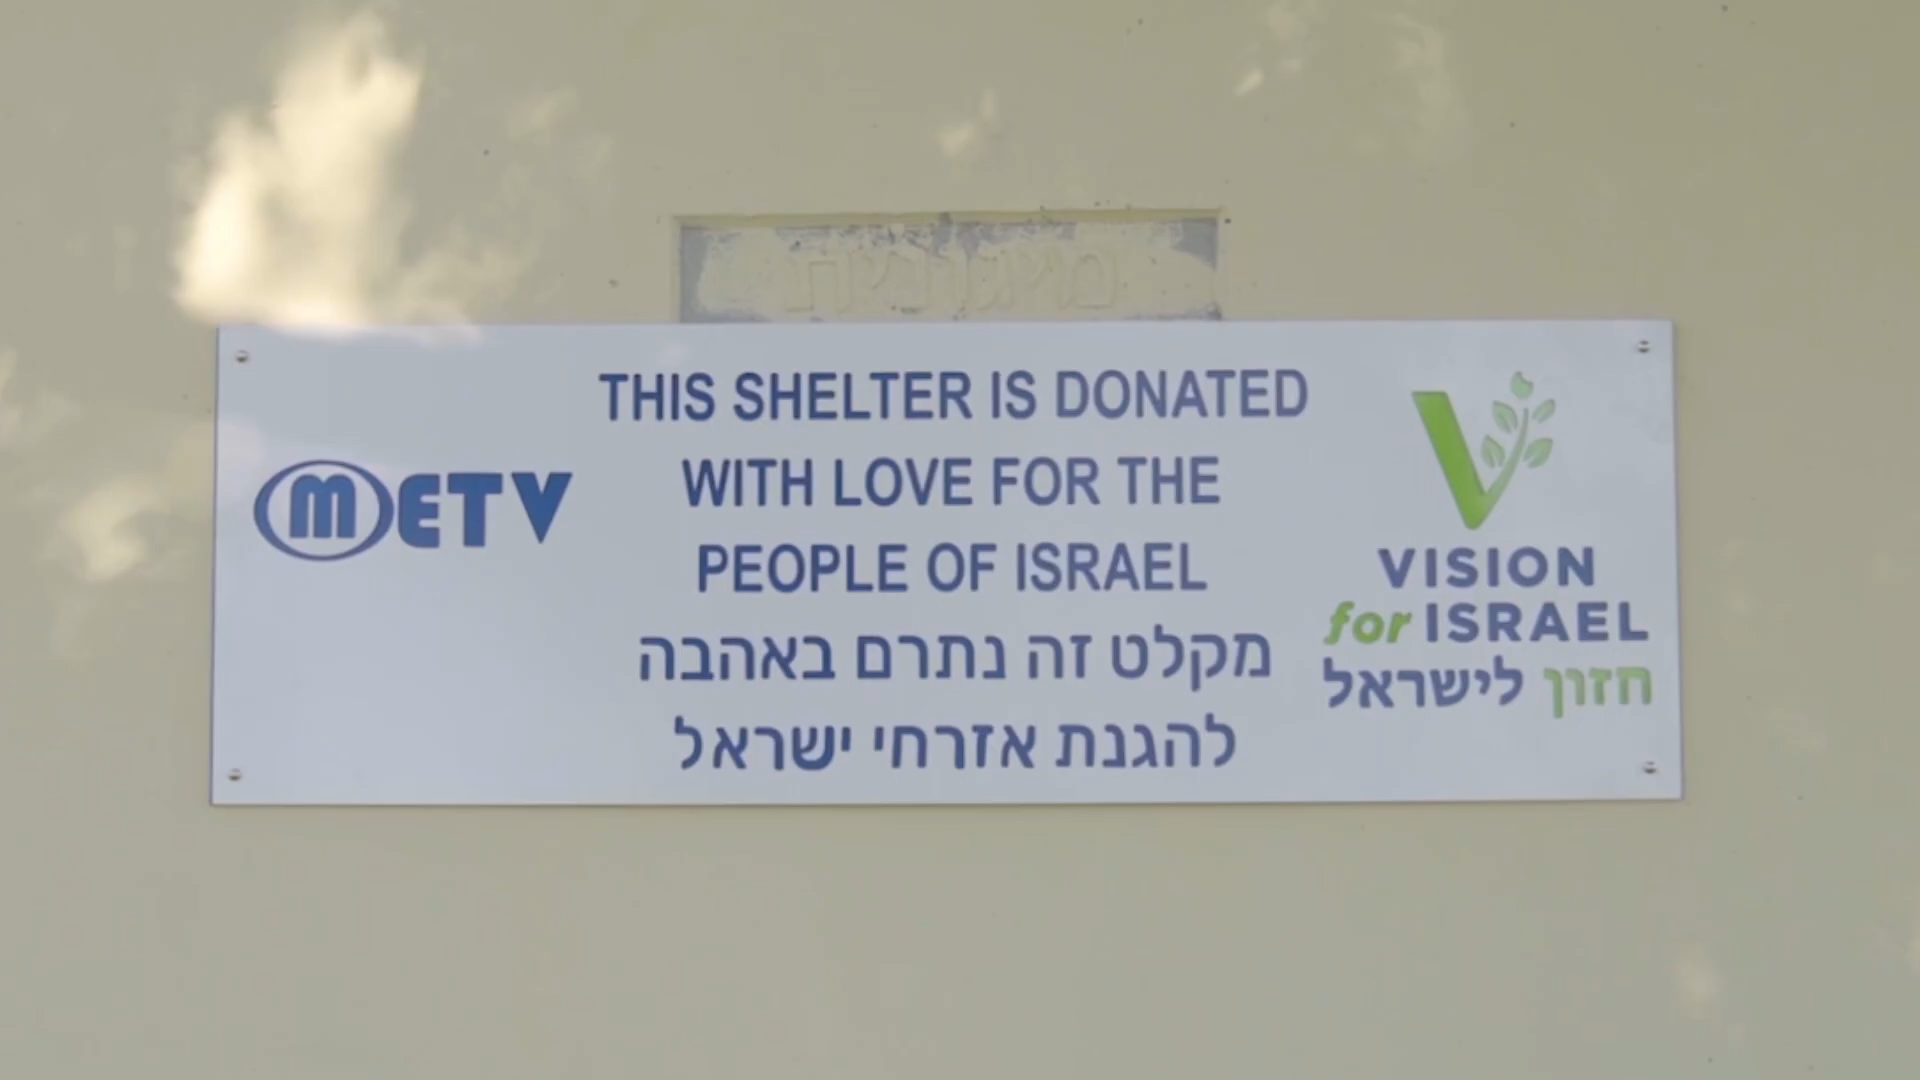 מיגונית
THIS SHELTER IS DONATED
WITH LOVE FOR THE
PEOPLE OF ISRAEL
מקלט זה נתרם באהבה
להגנת אזרחי ישראל
METV
VISION
for ISRAEL
חזון לישראל